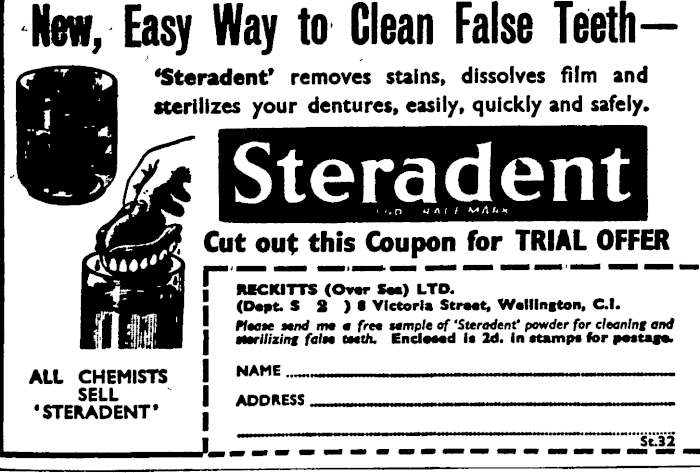 New, Easy Way to Clean False Teeth—
'Steradent' removes stains, dissolves film and
sterilizes your dentures, easily, quickly and safely.
Steradent
TRADE MARK
Cut out this Coupon for TRIAL OFFER
RECKITTS (Over Sea) LTD.
(Dept. S 2 ) 8 Victoria Street, Wellington, C.I.
Please send me a free sample of 'Steradent' powder for cleaning and
sterilizing false teeth. Enclosed is 2d. in stamps for postage.
NAME
ADDRESS
St.32
ALL CHEMISTS
SELL
'STERADENT'